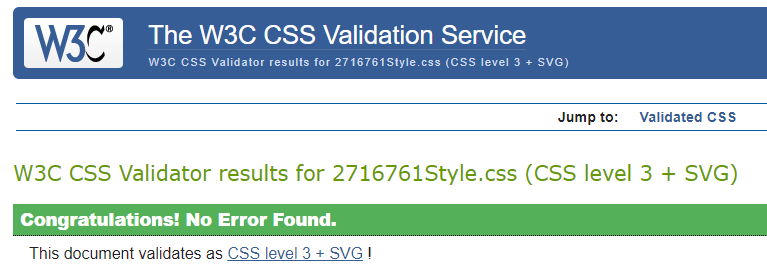 W3C®
The W3C CSS Validation Service
W3C CSS Validator results for 2716761Style.css (CSS level 3 + SVG)
Jump to: Validated CSS
W3C CSS Validator results for 2716761Style.css (CSS level 3 + SVG)
Congratulations! No Error Found.
This document validates as CSS level 3 + SVG !